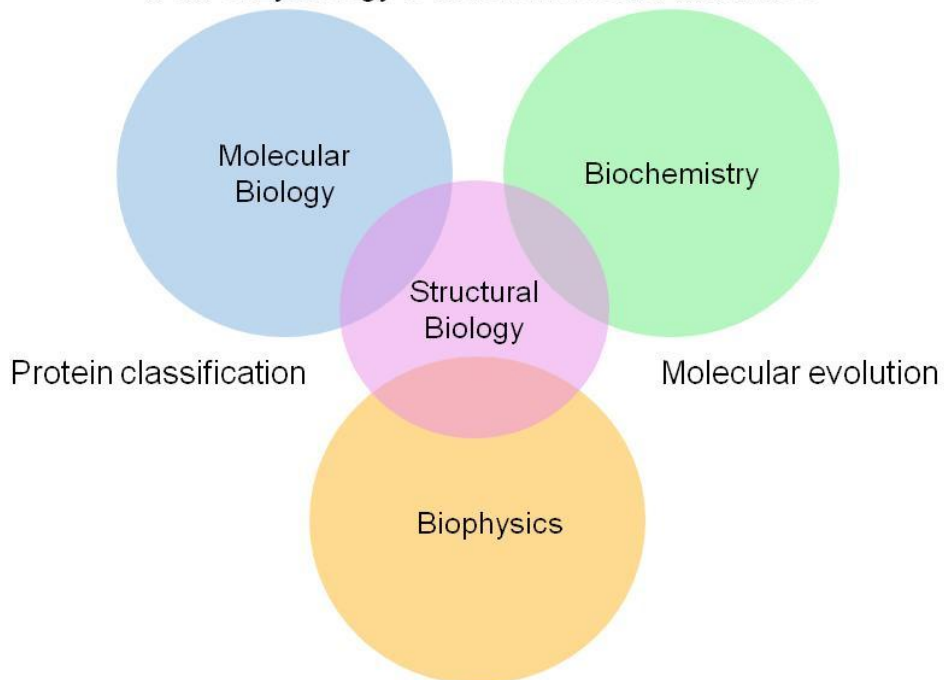 Molecular
Biology
Biochemistry
Structural
Biology
Protein classification
Molecular evolution
Biophysics